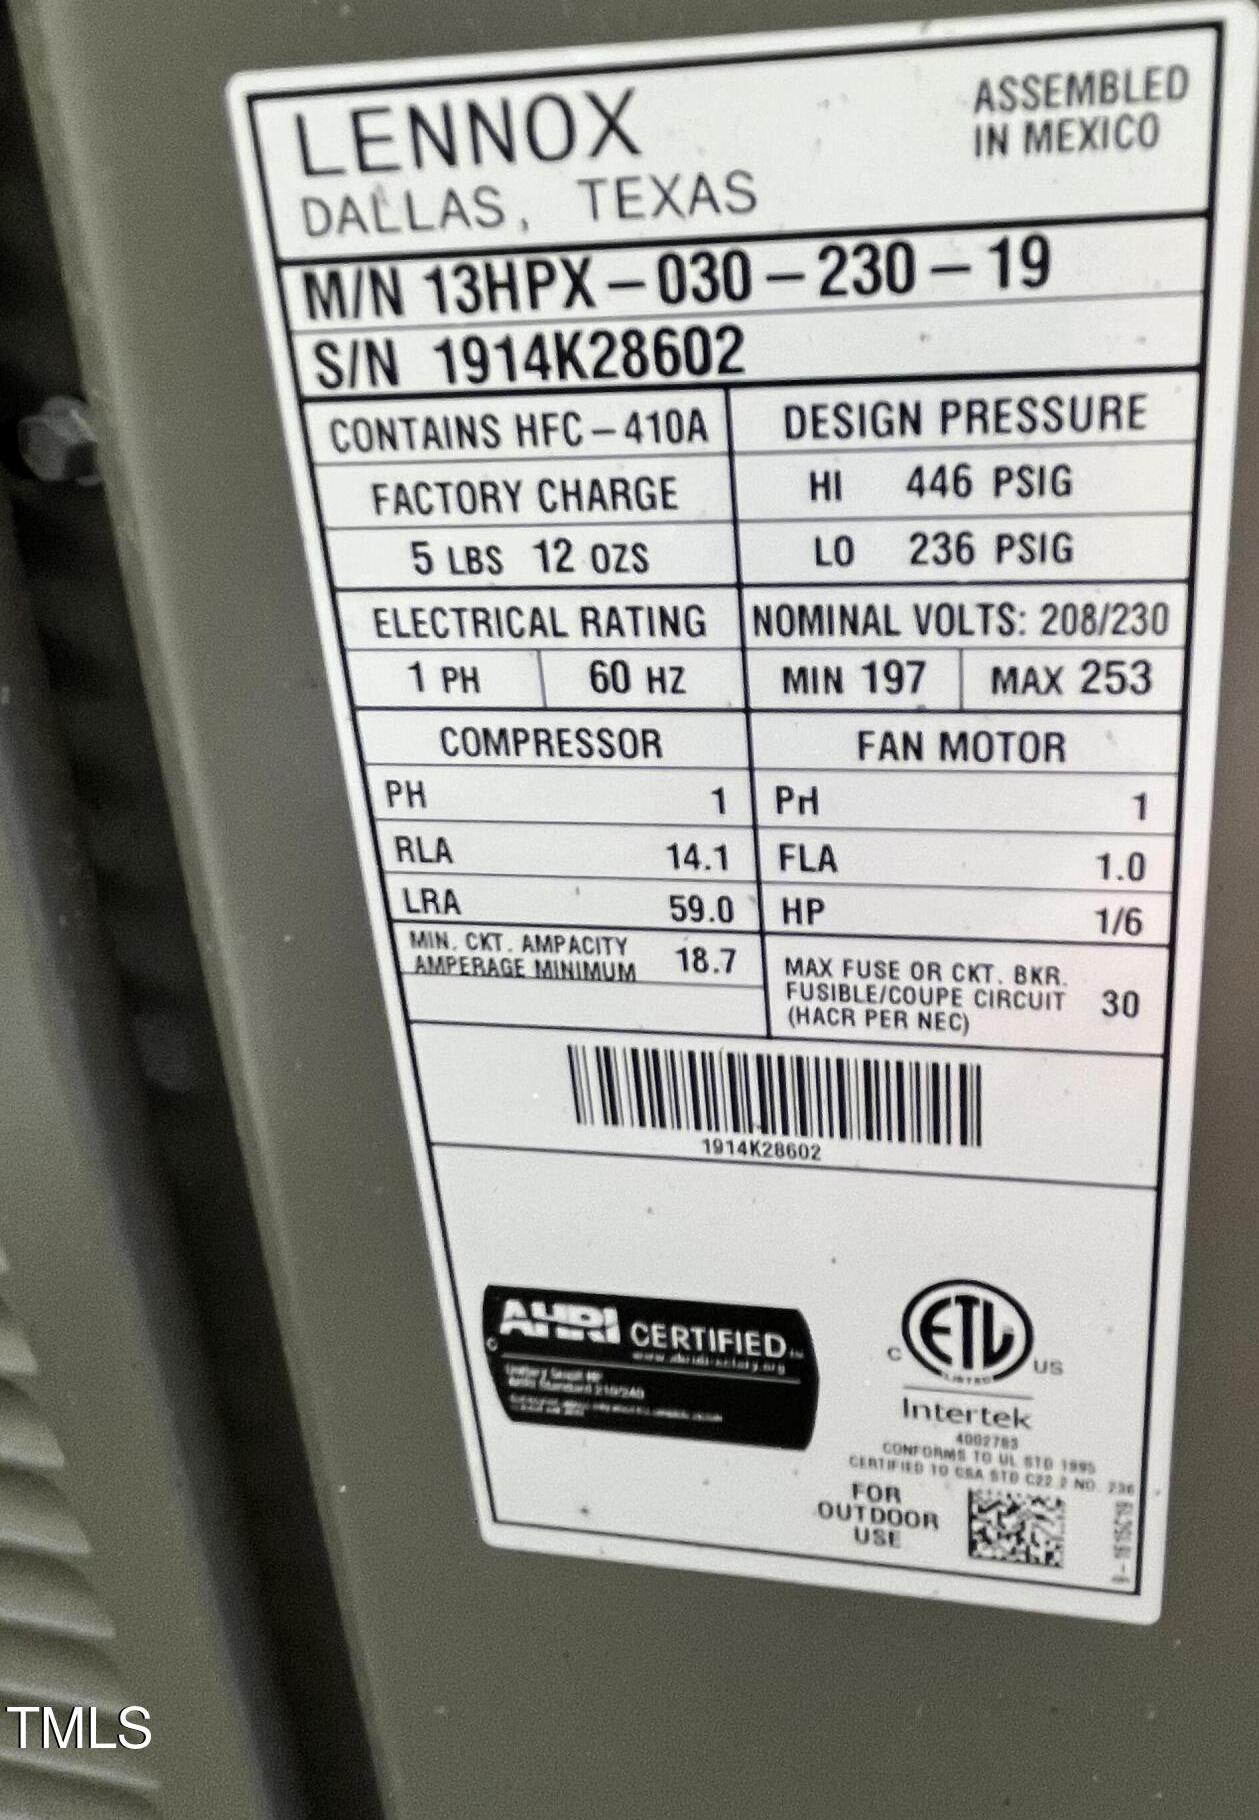 LENNOX
DALLAS, TEXAS
ASSEMBLED
IN MEXICO
M/N 13HPX-030-230-19
S/N 1914K28602
CONTAINS HFC-410A
FACTORY CHARGE
5 LBS 12 OZS
DESIGN PRESSURE
HI 446 PSIG
LO 236 PSIG
ELECTRICAL RATING
NOMINAL VOLTS: 208/230
1 PH 60 HZ
MIN 197 MAX 253
COMPRESSOR
PH 1
RLA 14.1
LRA 59.0
MIN. CKT. AMPACITY
AMPERAGE MINIMUM 18.7
FAN MOTOR
PH 1
FLA 1.0
HP 1/6
MAX FUSE OR CKT. BKR.
FUSIBLE/COUPE CIRCUIT 30
(HACR PER NEC)
1914K28602
AHRI CERTIFIED
C ETL US
LISTED
Intertek
4002783
CONFORMS TO UL STD 1995
CERTIFIED TO CSA STD C22.2 NO. 236
FOR
OUTDOOR
USE
TMLS